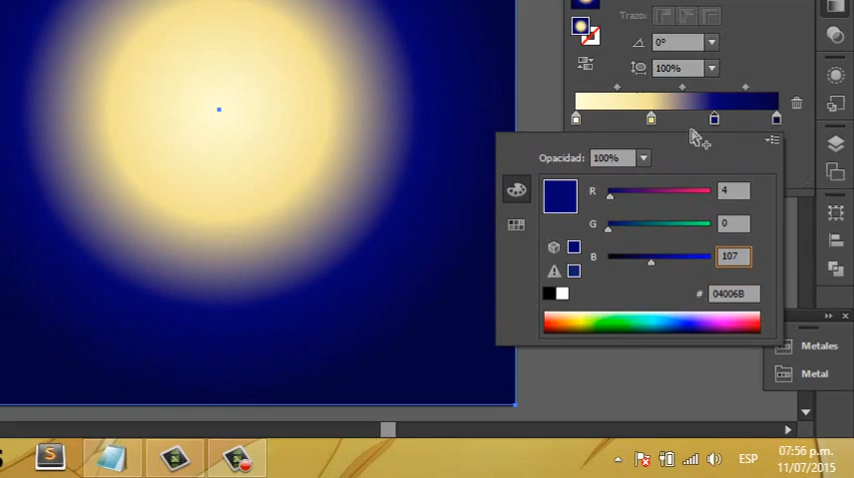 Trazo:
0°
100%
Opacidad: 100%
R 4
G 0
B 107
# 04006B
Metales
Metal
S
ESP
07:56 p.m.
11/07/2015